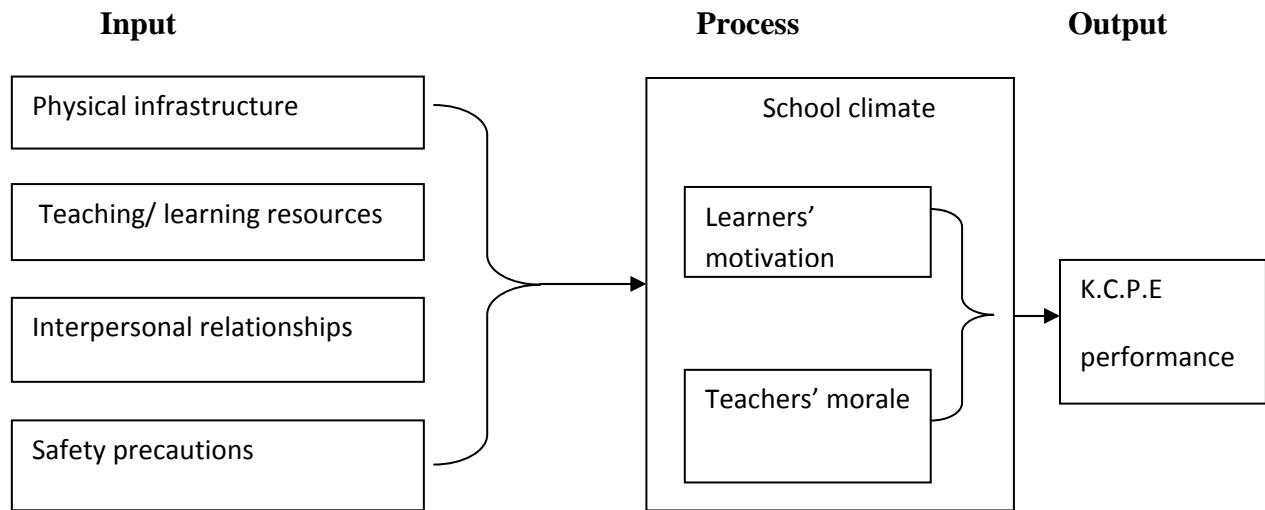 Input
Process
Output
Physical infrastructure
Teaching/ learning resources
Interpersonal relationships
Safety precautions
School climate
Learners’
motivation
Teachers’ morale
K.C.P.E
performance